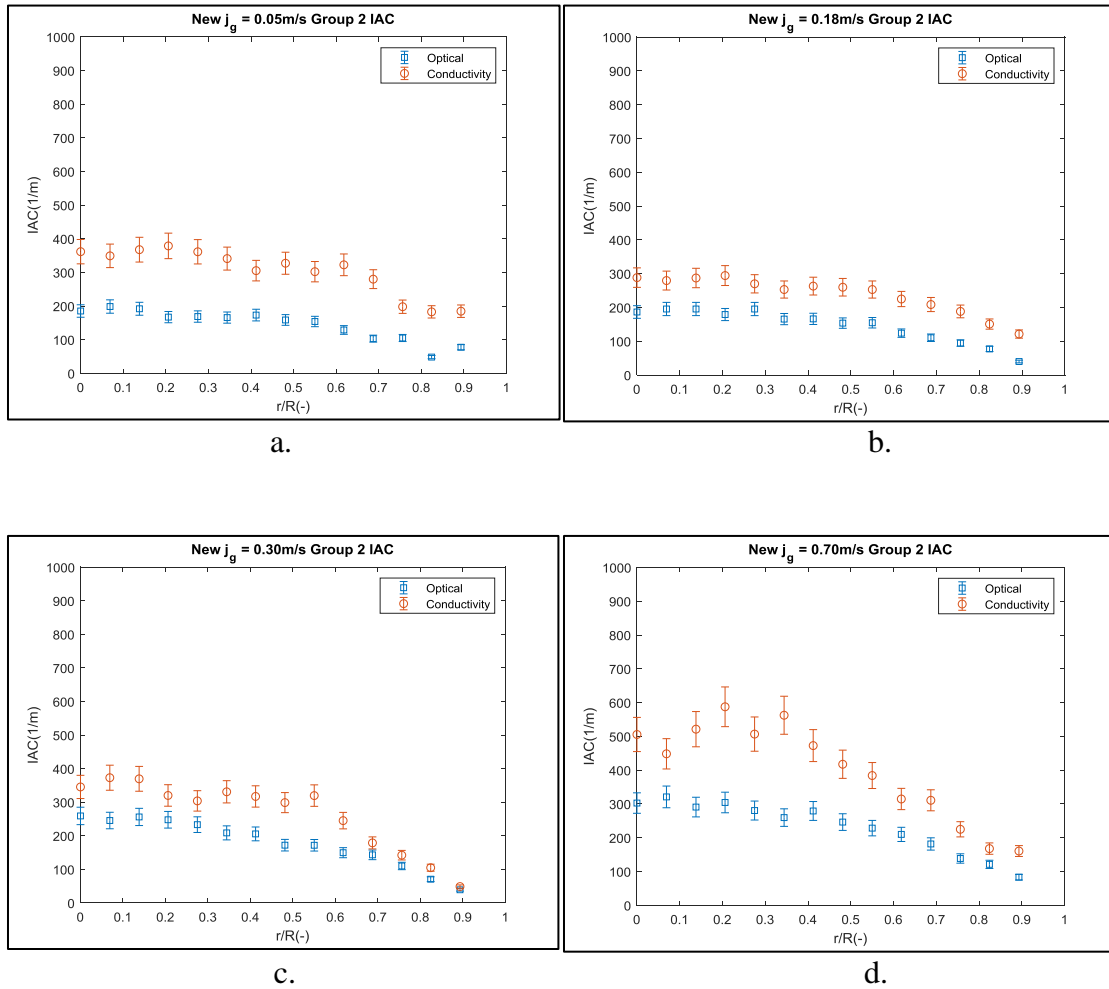 New j_g = 0.05m/s Group 2 IAC
1000
900
800
700
600
500
400
300
200
100
0
IAC(1/m)
0 0.1 0.2 0.3 0.4 0.5 0.6 0.7 0.8 0.9 1
r/R(-)
Optical
Conductivity
a.
New j_g = 0.18m/s Group 2 IAC
1000
900
800
700
600
500
400
300
200
100
0
IAC(1/m)
0 0.1 0.2 0.3 0.4 0.5 0.6 0.7 0.8 0.9 1
r/R(-)
Optical
Conductivity
b.
New j_g = 0.30m/s Group 2 IAC
1000
900
800
700
600
500
400
300
200
100
0
IAC(1/m)
0 0.1 0.2 0.3 0.4 0.5 0.6 0.7 0.8 0.9 1
r/R(-)
Optical
Conductivity
c.
New j_g = 0.70m/s Group 2 IAC
1000
900
800
700
600
500
400
300
200
100
0
IAC(1/m)
0 0.1 0.2 0.3 0.4 0.5 0.6 0.7 0.8 0.9 1
r/R(-)
Optical
Conductivity
d.